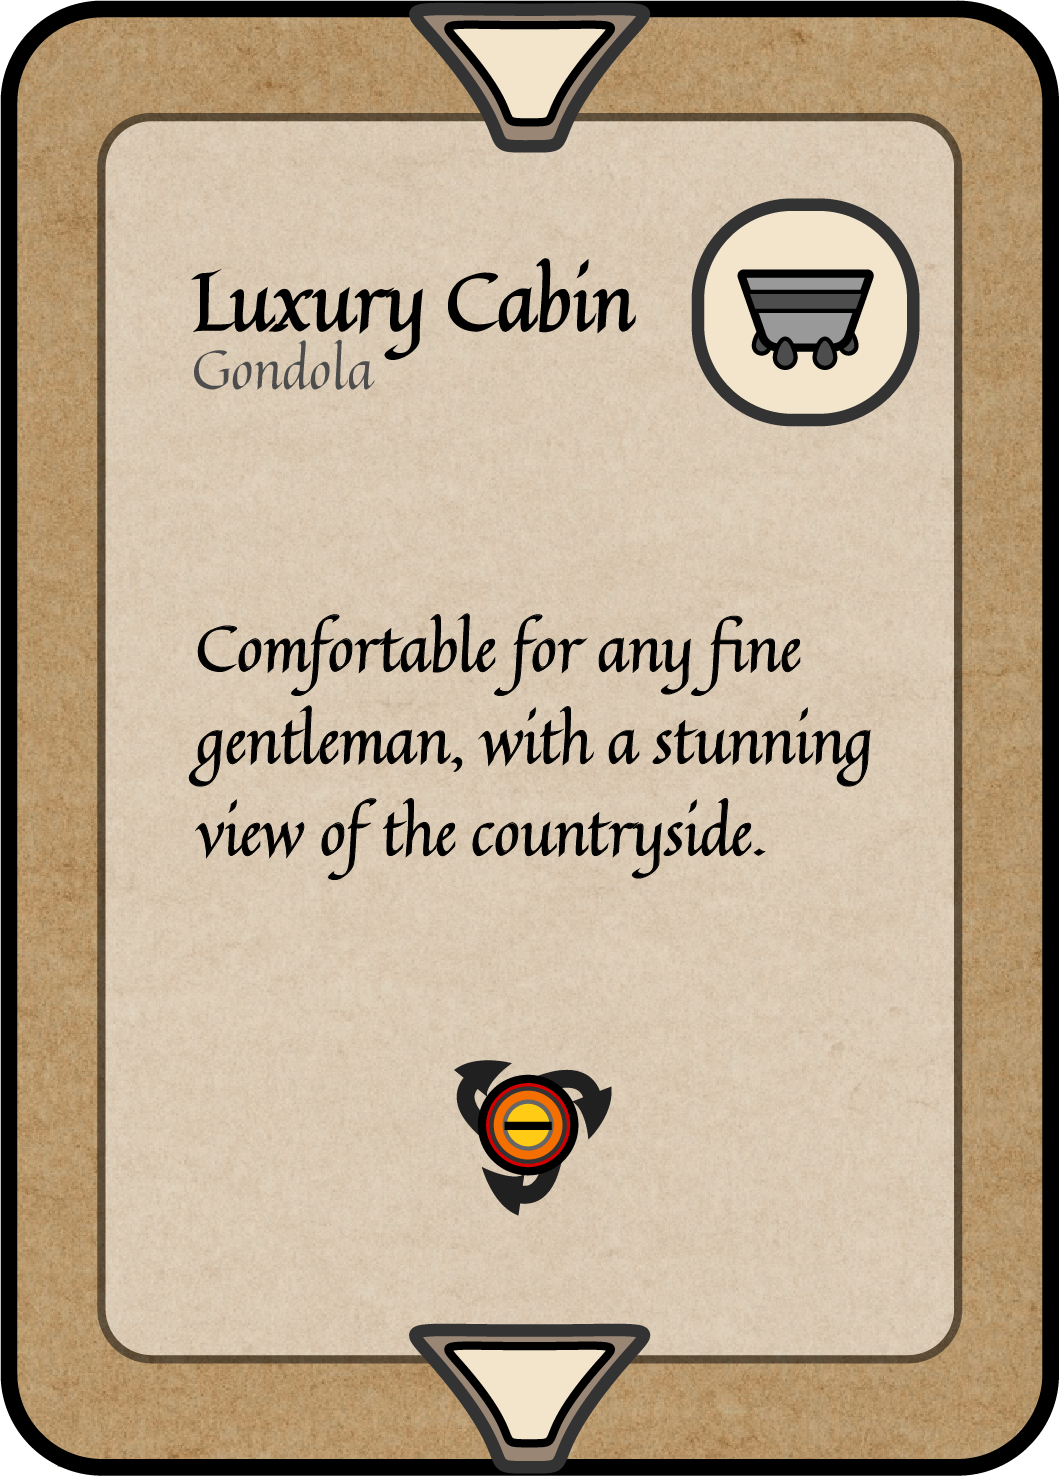 Luxury Cabin
Gondola
Comfortable for any fine
gentleman, with a stunning
view of the countryside.